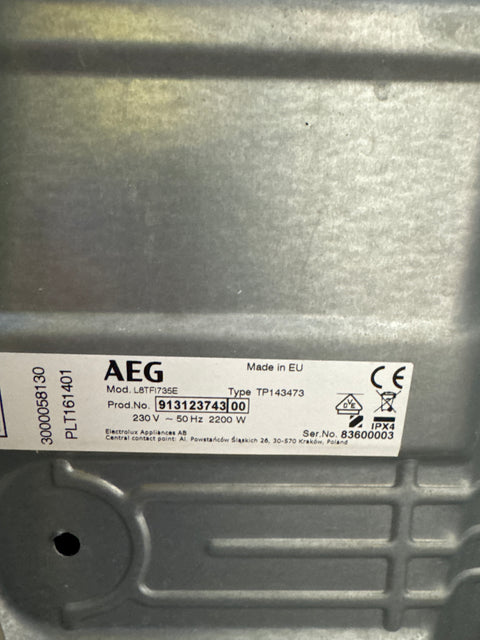 AEG
Made in EU
Mod. L8TFI735E
Type TP143473
Prod.No. 913123743 00
230 V ~ 50 Hz 2200 W
Electrolux Appliances AB
Central contact point: Al. Powstańców Śląskich 26, 30-570 Kraków, Poland
CE
IPX4
Ser.No. 83600003
3000058130
PLT161401